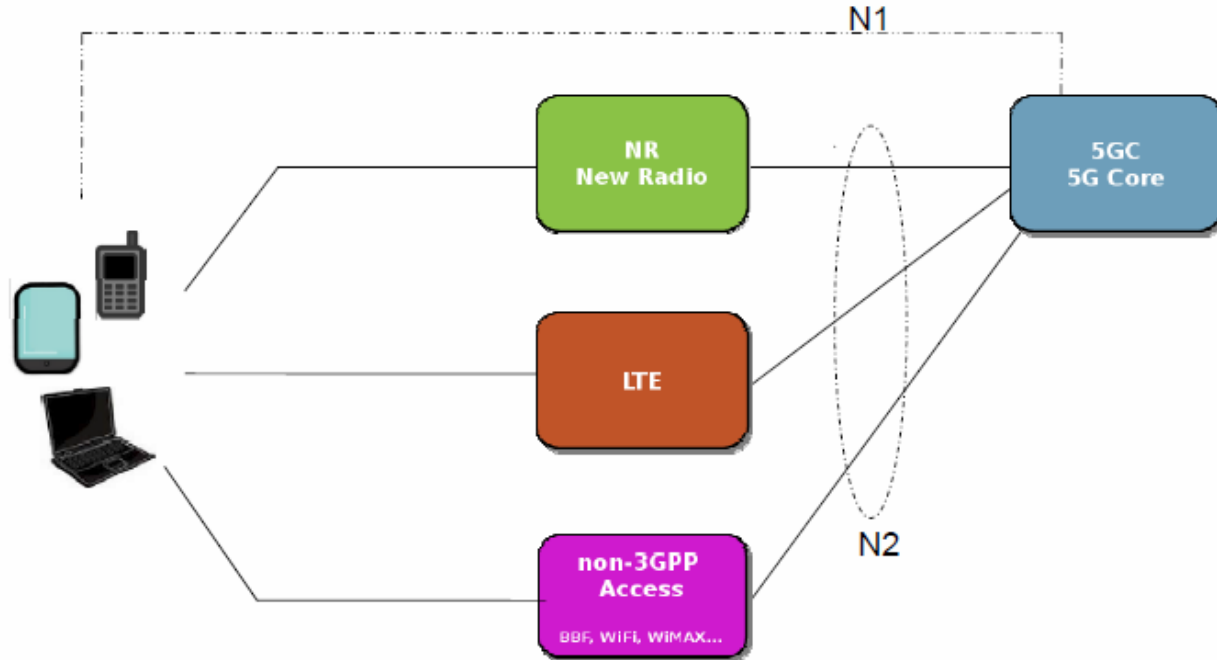 N1
NR
New Radio
5GC
5G Core
LTE
N2
non-3GPP
Access
BBF, WiFi, WiMAX...